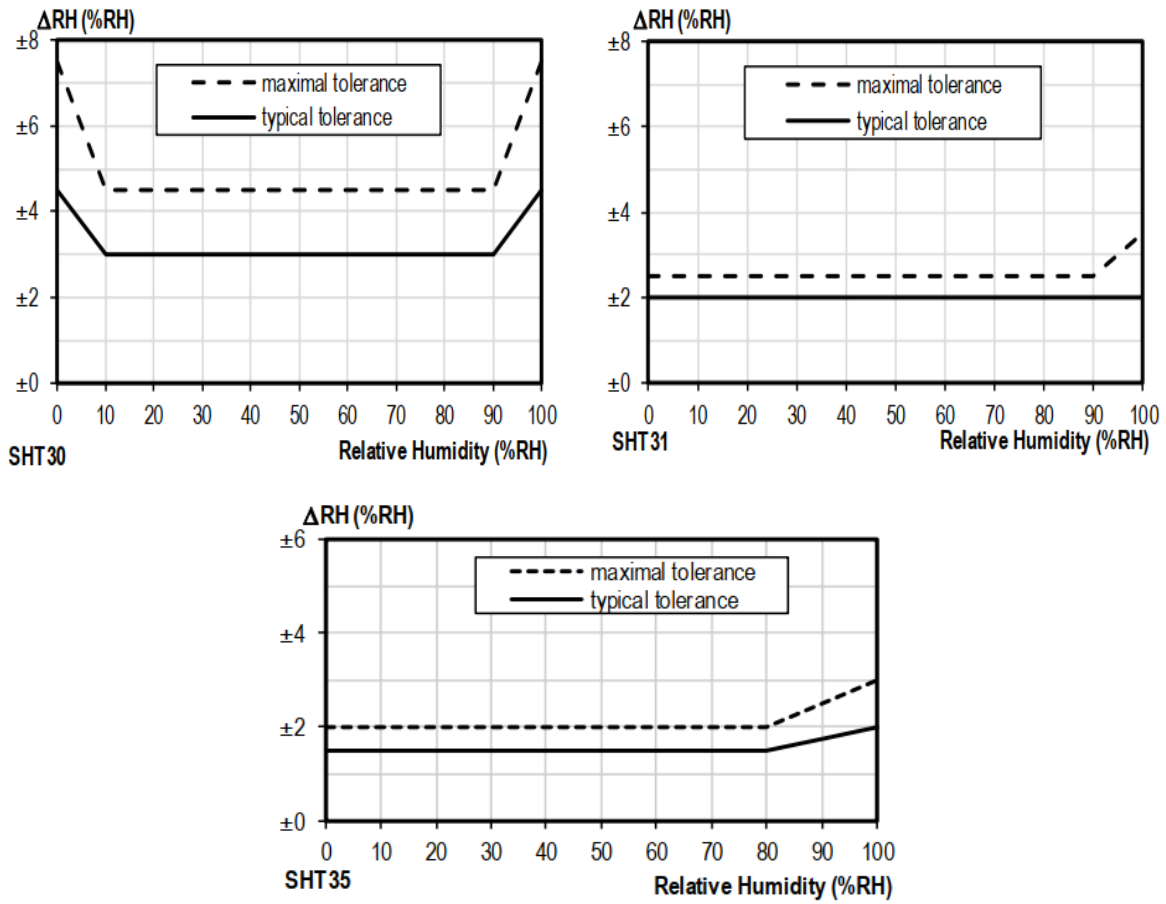 ΔRH (%RH)
±8
±6
±4
±2
±0
maximal tolerance
typical tolerance
0 10 20 30 40 50 60 70 80 90 100
SHT30
Relative Humidity (%RH)
ΔRH (%RH)
±8
±6
±4
±2
±0
maximal tolerance
typical tolerance
0 10 20 30 40 50 60 70 80 90 100
SHT31
Relative Humidity (%RH)
ΔRH (%RH)
±6
±4
±2
±0
maximal tolerance
typical tolerance
0 10 20 30 40 50 60 70 80 90 100
SHT35
Relative Humidity (%RH)